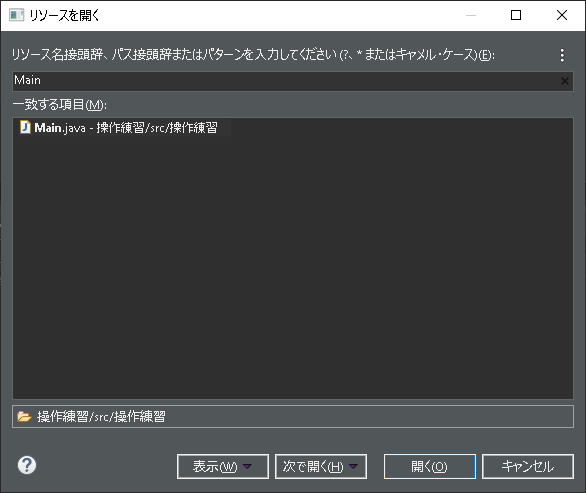 リソースを開く
リソース名接頭辞、パス接頭辞またはパターンを入力してください (?、* またはキャメル・ケース)(E):
Main
一致する項目(M):
Main.java - 操作練習/src/操作練習
操作練習/src/操作練習
表示(W) 次で開く(H) 開く(O) キャンセル